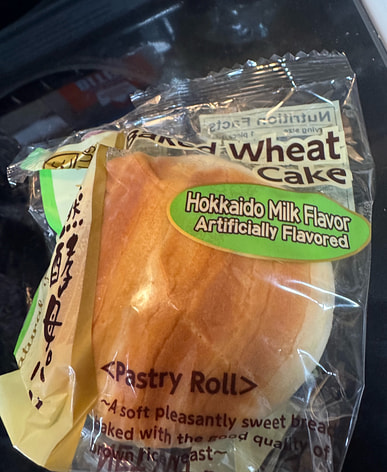 Nutrition Facts
Baked Wheat
Cake
Hokkaido Milk Flavor
Artificially Flavored
<Pastry Roll>
~A soft pleasantly sweet bread
baked with the good quality of
brown rice yeast~